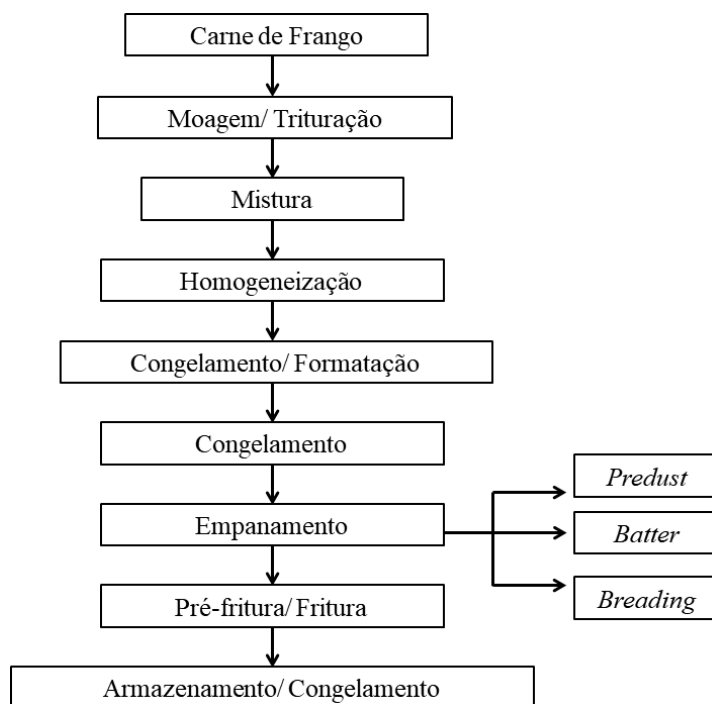 Carne de Frango
Moagem/ Trituração
Mistura
Homogeneização
Congelamento/ Formatação
Congelamento
Empanamento
Predust
Batter
Breading
Pré-fritura/ Fritura
Armazenamento/ Congelamento